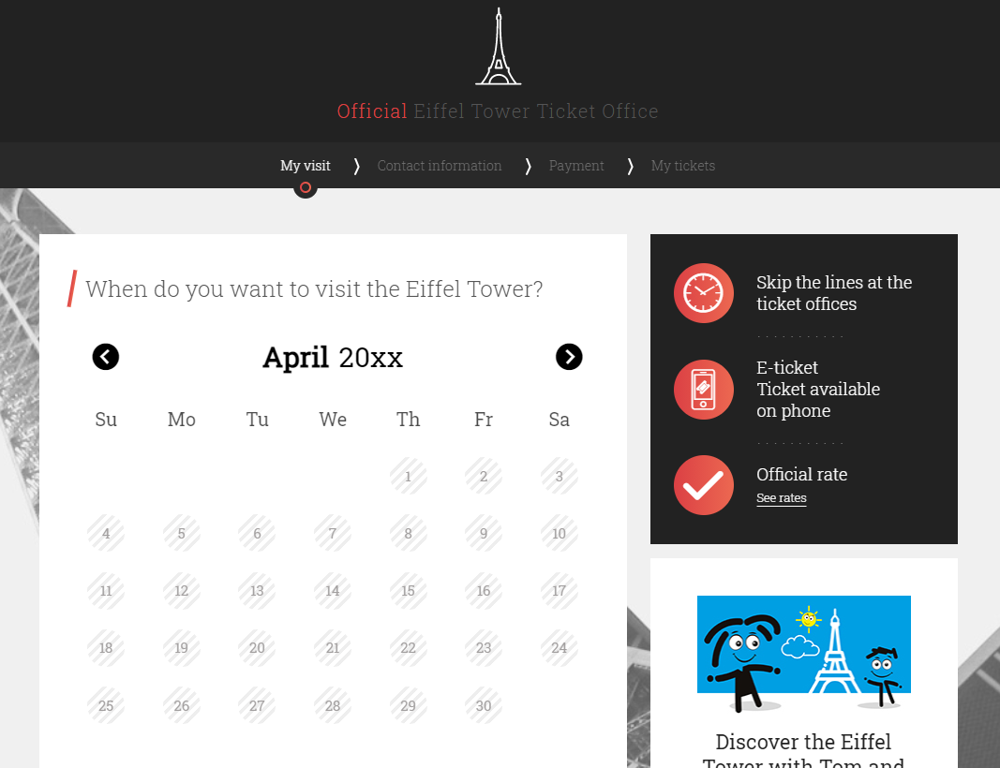 Official Eiffel Tower Ticket Office
My visit ⟩ Contact information ⟩ Payment ⟩ My tickets
When do you want to visit the Eiffel Tower?
April 20xx
Su Mo Tu We Th Fr Sa
1 2 3
4 5 6 7 8 9 10
11 12 13 14 15 16 17
18 19 20 21 22 23 24
25 26 27 28 29 30
Skip the lines at the
ticket offices
E-ticket
Ticket available
on phone
Official rate
See rates
Discover the Eiffel
Tower with Tom and